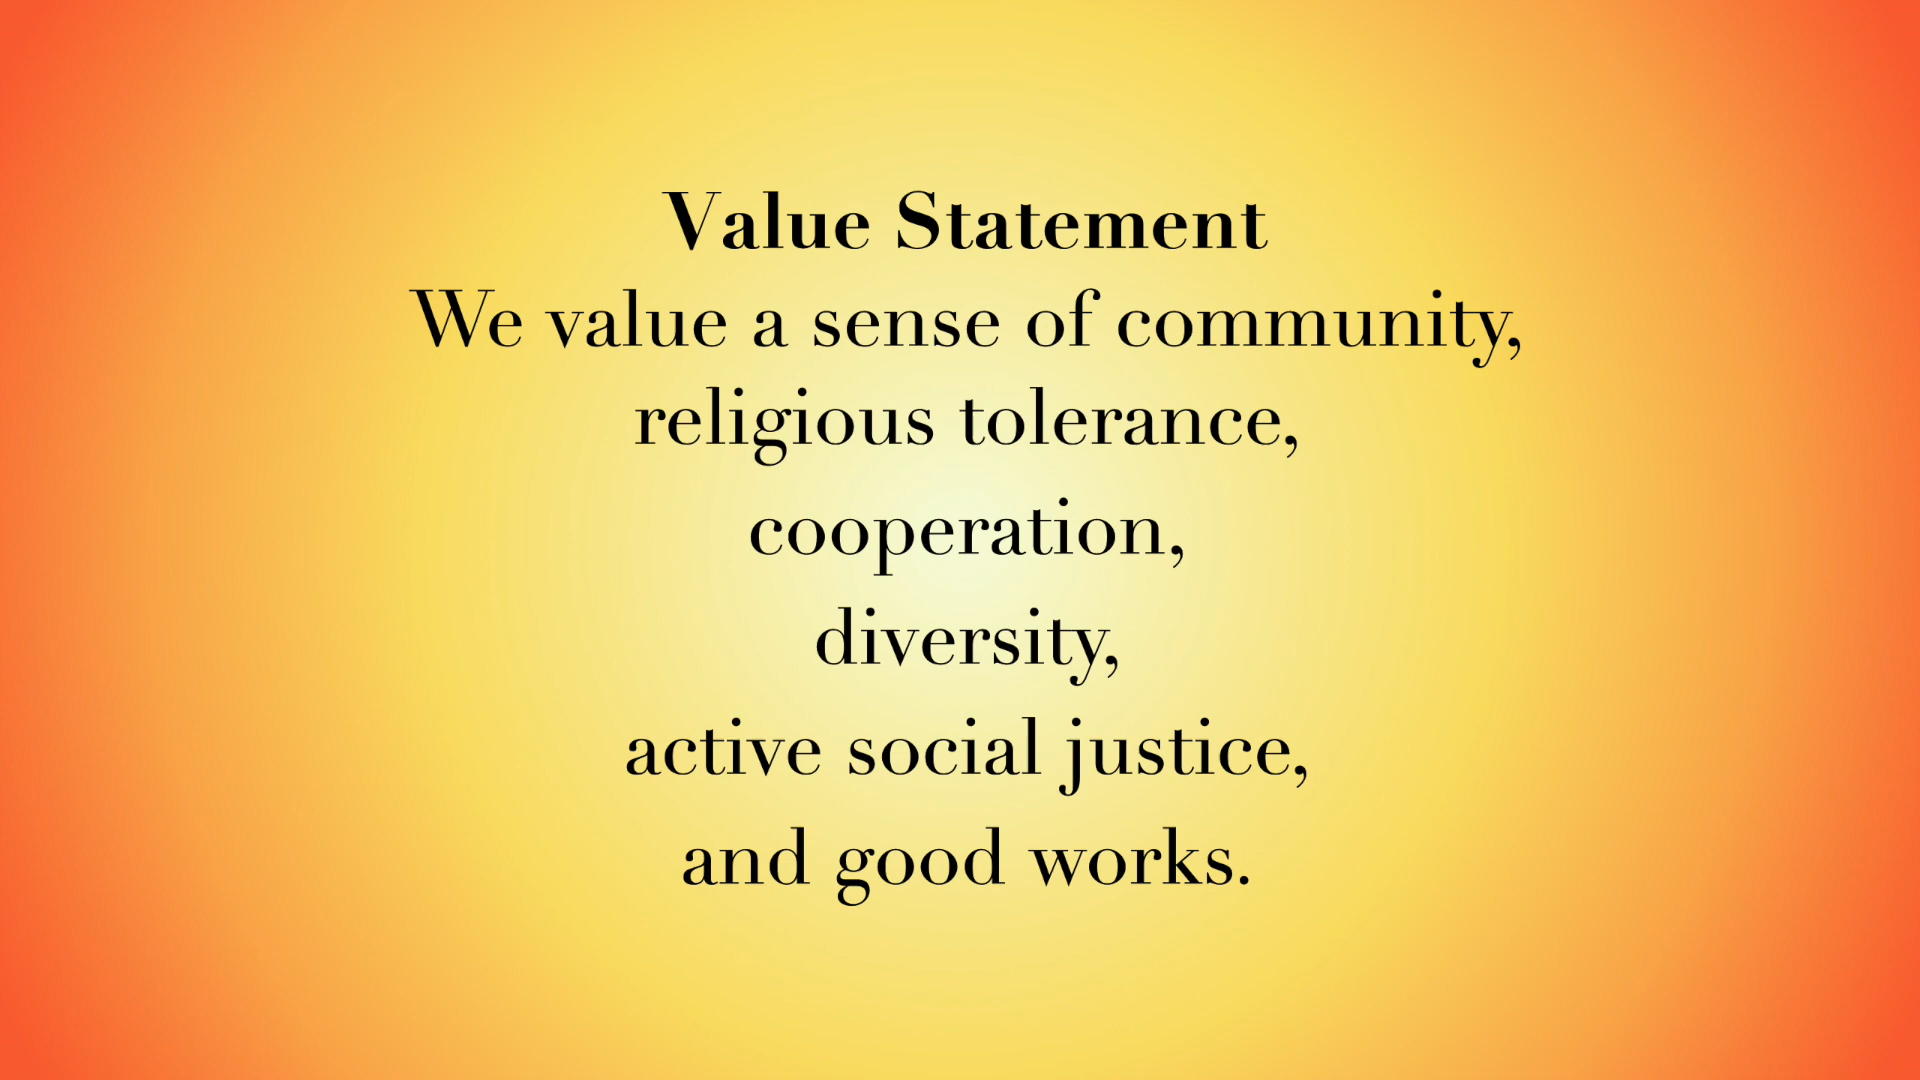 Value Statement
We value a sense of community,
religious tolerance,
cooperation,
diversity,
active social justice,
and good works.